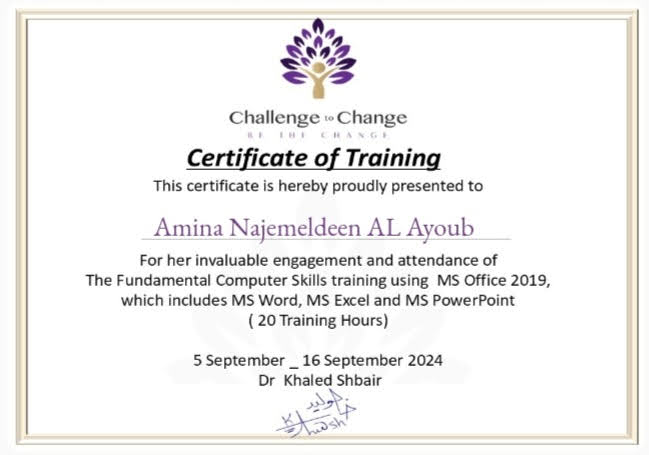 Challenge to Change
BE THE CHANGE
Certificate of Training
This certificate is hereby proudly presented to
Amina Najemeldeen AL Ayoub
For her invaluable engagement and attendance of
The Fundamental Computer Skills training using MS Office 2019,
which includes MS Word, MS Excel and MS PowerPoint
( 20 Training Hours)
5 September _ 16 September 2024
Dr Khaled Shbair